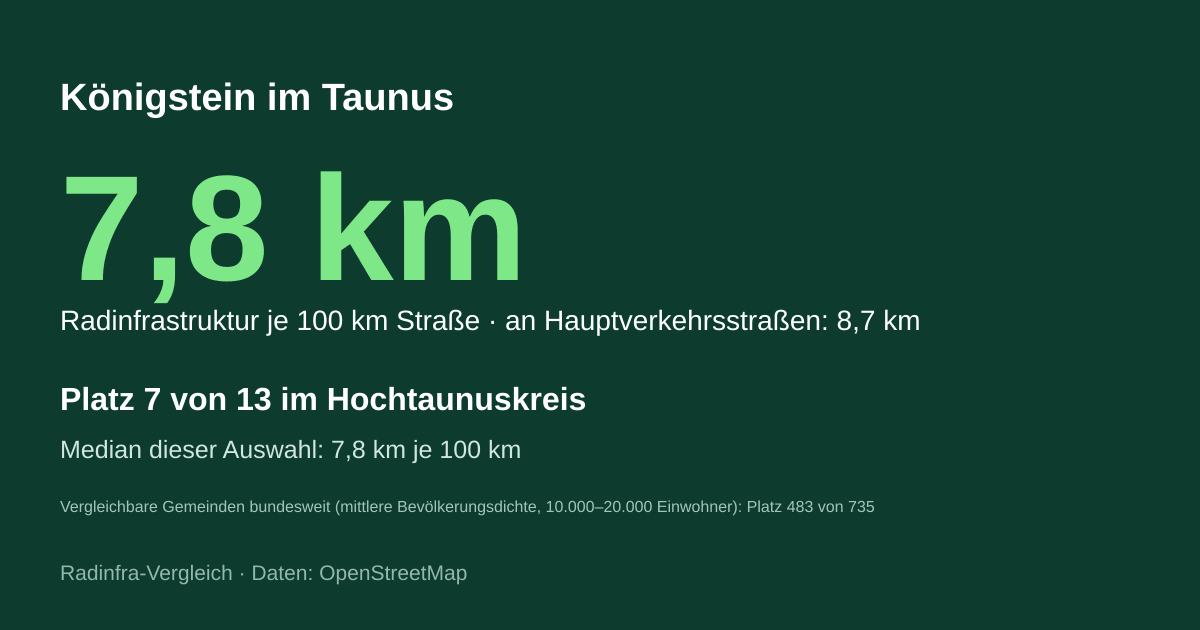 Königstein im Taunus
7,8 km
Radinfrastruktur je 100 km Straße · an Hauptverkehrsstraßen: 8,7 km
Platz 7 von 13 im Hochtaunuskreis
Median dieser Auswahl: 7,8 km je 100 km
Vergleichbare Gemeinden bundesweit (mittlere Bevölkerungsdichte, 10.000–20.000 Einwohner): Platz 483 von 735
Radinfra-Vergleich · Daten: OpenStreetMap